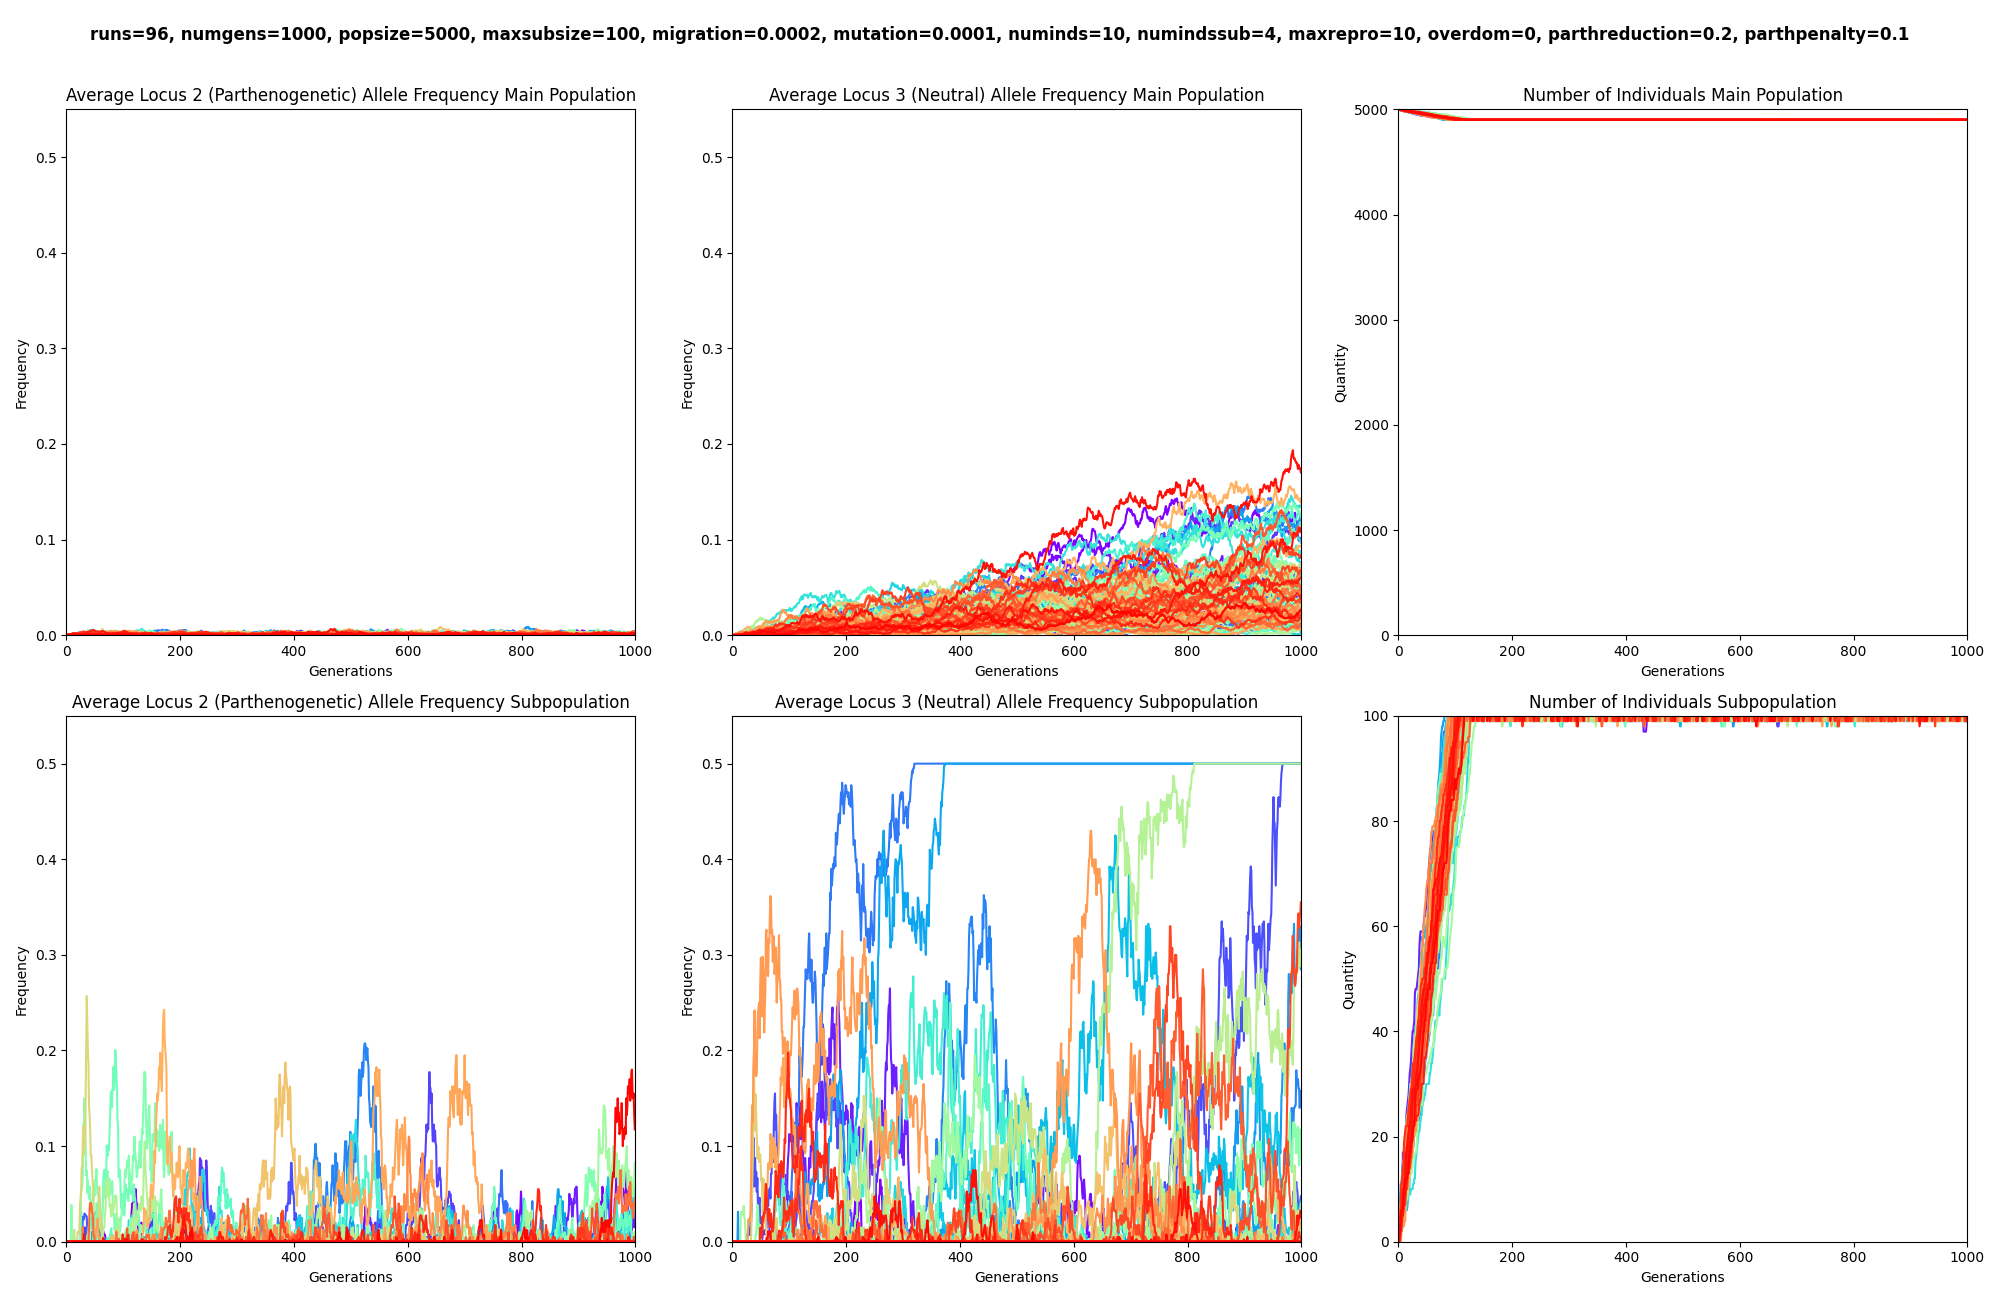 runs=96, numgens=1000, popsize=5000, maxsubsize=100, migration=0.0002, mutation=0.0001, numinds=10, numindssub=4, maxrepro=10, overdom=0, parthreduction=0.2, parthpenalty=0.1
Average Locus 2 (Parthenogenetic) Allele Frequency Main Population
Frequency
0.5
0.4
0.3
0.2
0.1
0.0
0 200 400 600 800 1000
Generations
Average Locus 3 (Neutral) Allele Frequency Main Population
Frequency
0.5
0.4
0.3
0.2
0.1
0.0
0 200 400 600 800 1000
Generations
Number of Individuals Main Population
Quantity
5000
4000
3000
2000
1000
0
0 200 400 600 800 1000
Generations
Average Locus 2 (Parthenogenetic) Allele Frequency Subpopulation
Frequency
0.5
0.4
0.3
0.2
0.1
0.0
0 200 400 600 800 1000
Generations
Average Locus 3 (Neutral) Allele Frequency Subpopulation
Frequency
0.5
0.4
0.3
0.2
0.1
0.0
0 200 400 600 800 1000
Generations
Number of Individuals Subpopulation
Quantity
100
80
60
40
20
0
0 200 400 600 800 1000
Generations